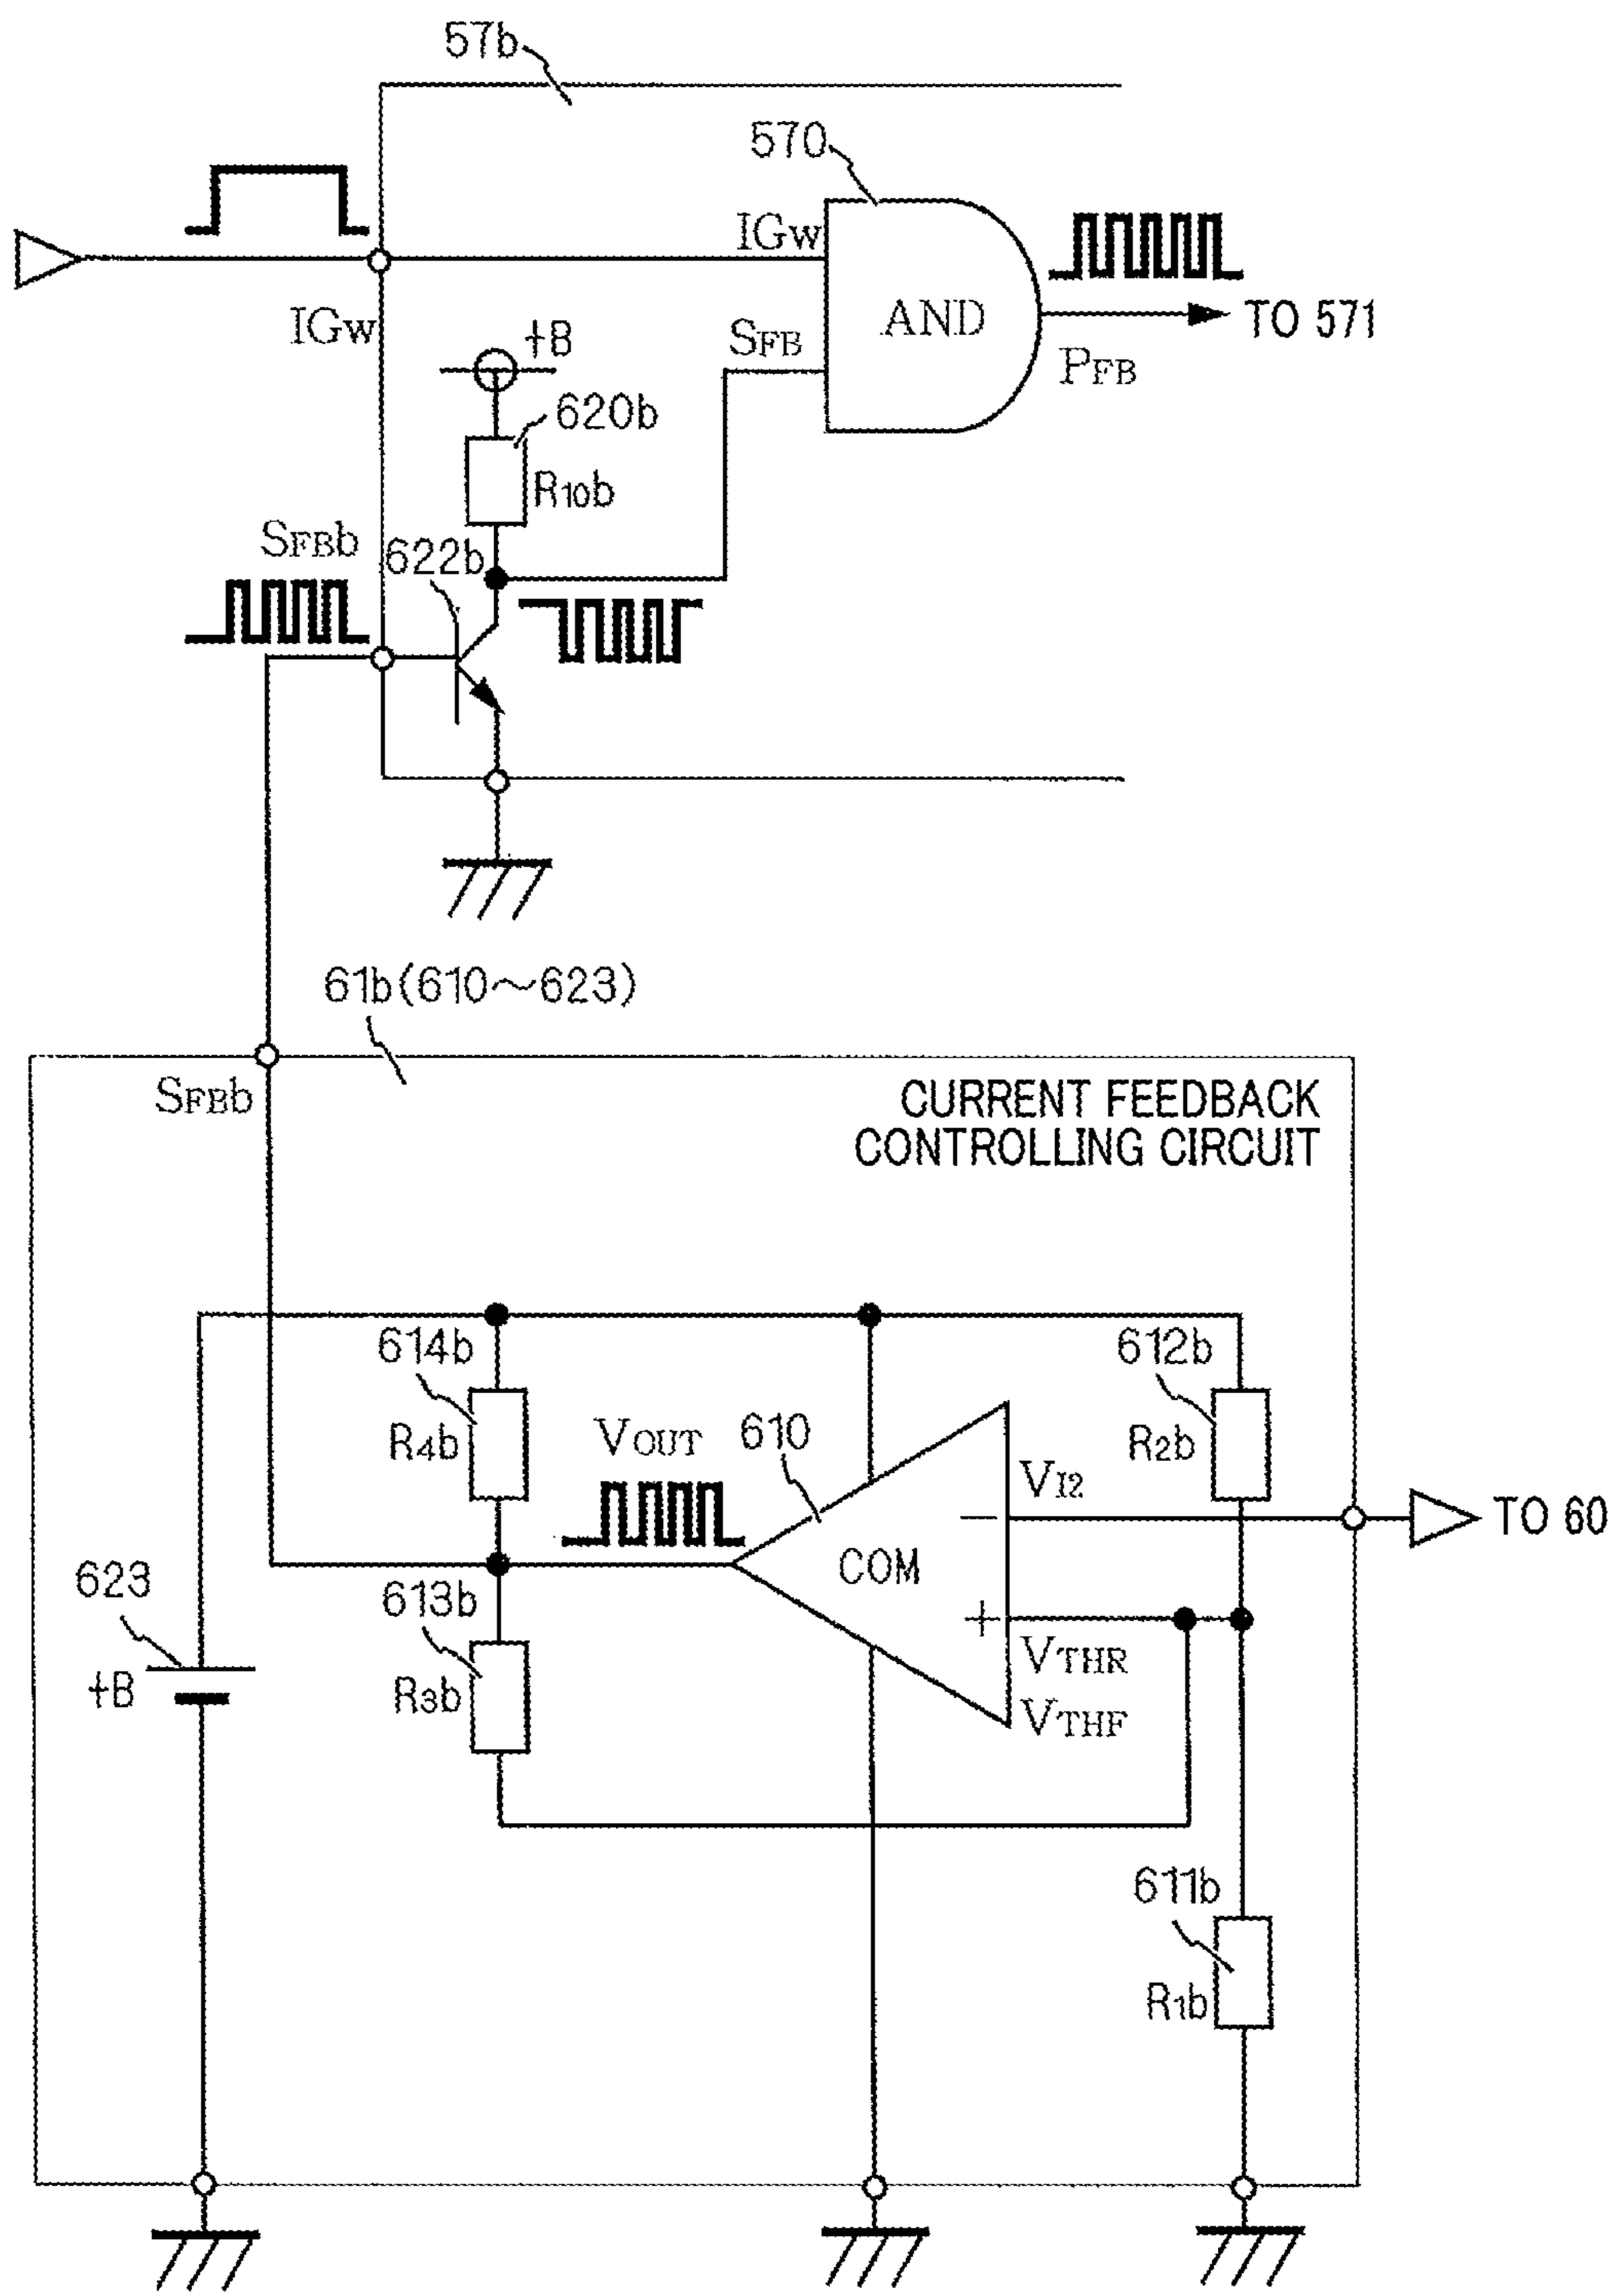 57b
570
IGw
IGw
+B
SFB
AND
TO 571
PFB
620b
R10b
SFBb
622b
61b(610～623)
SFBb
CURRENT FEEDBACK
CONTROLLING CIRCUIT
614b
612b
R4b
VOUT
610
R2b
VI2
−
TO 60
COM
623
613b
+
VTHR
+B
R3b
VTHF
611b
R1b